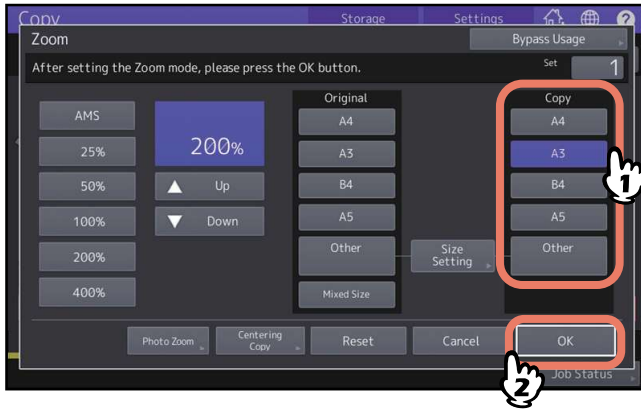 Copy Storage Settings
Zoom Bypass Usage
After setting the Zoom mode, please press the OK button. Set 1
Original Copy
AMS A4 A4
25% 200% A3 A3
50% Up B4 B4 1
100% Down A5 A5
200% Other Size Setting Other
400% Mixed Size
Photo Zoom Centering Copy Reset Cancel OK
2 Job Status